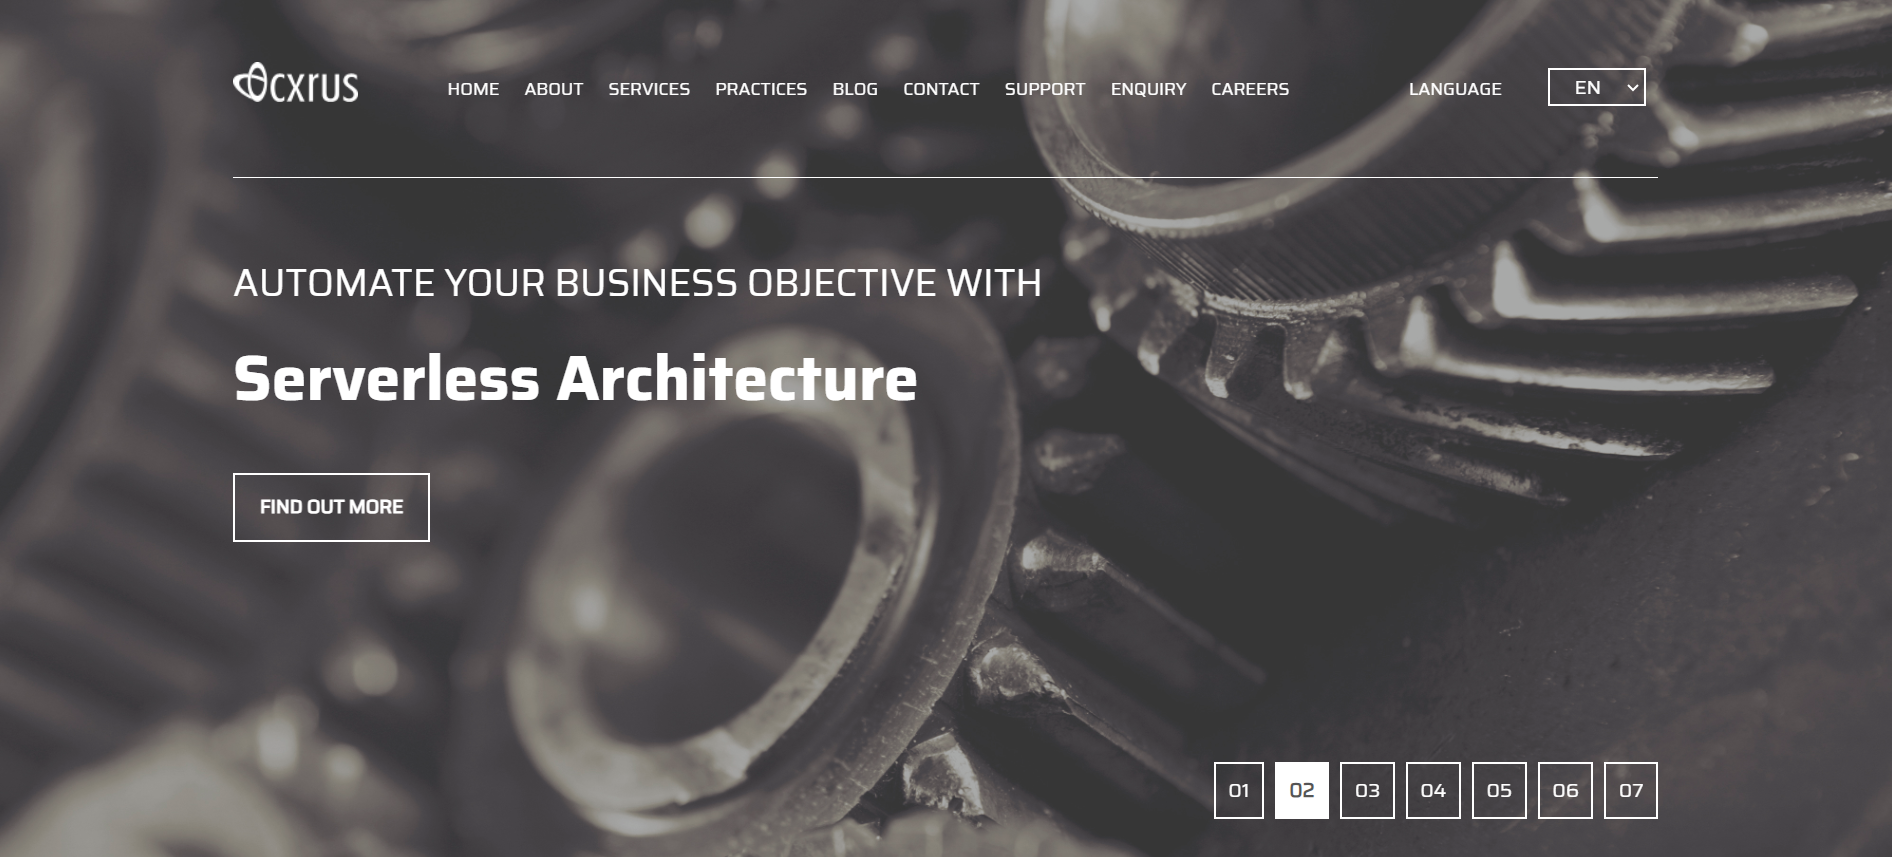 Ocxrus
HOME ABOUT SERVICES PRACTICES BLOG CONTACT SUPPORT ENQUIRY CAREERS LANGUAGE EN
AUTOMATE YOUR BUSINESS OBJECTIVE WITH
Serverless Architecture
FIND OUT MORE
01 02 03 04 05 06 07